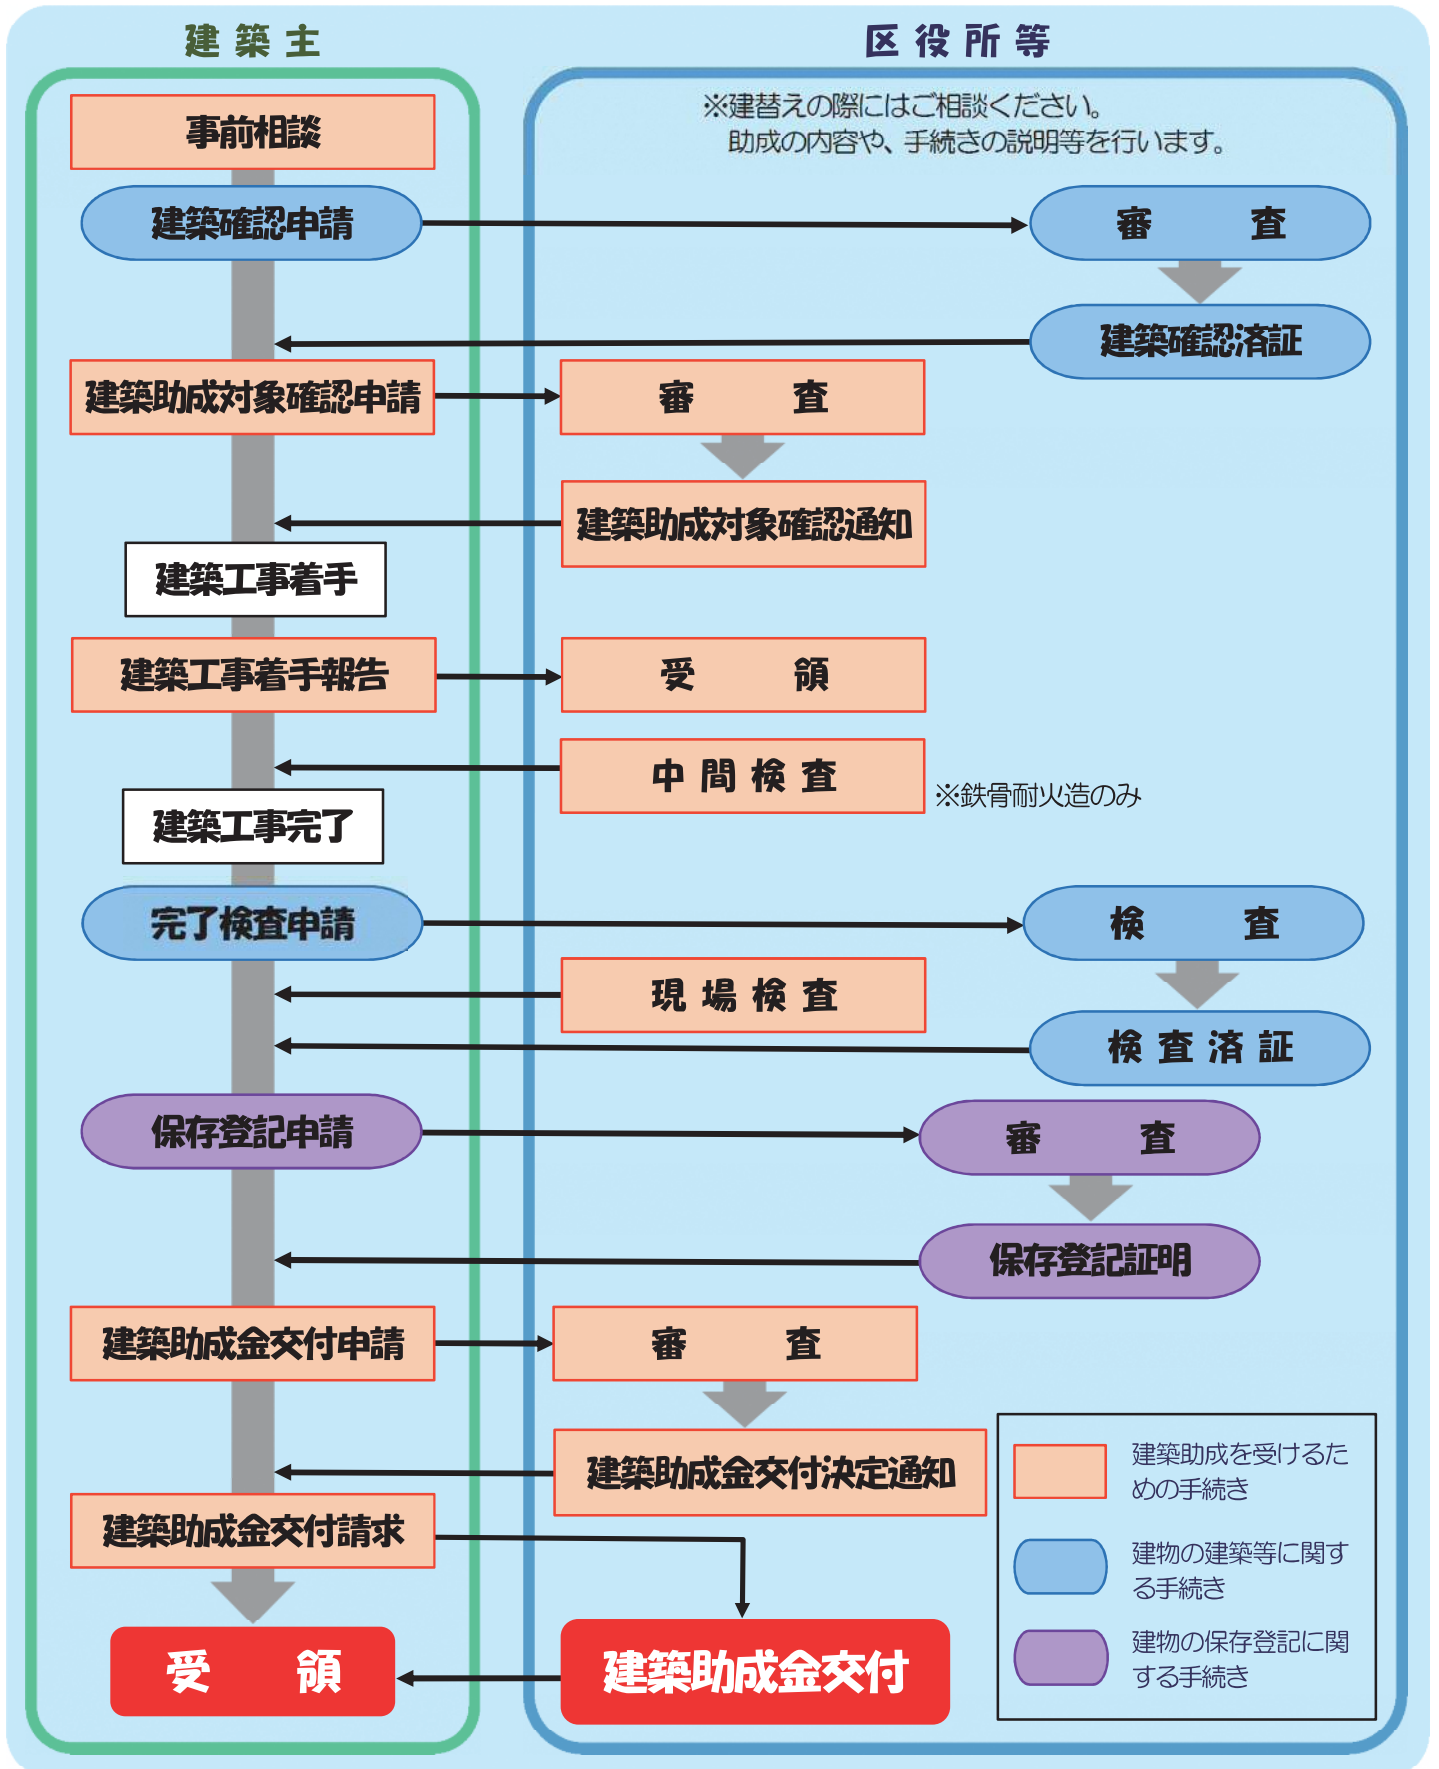 建築主
区役所等
事前相談
※建替えの際にはご相談ください。
助成の内容や、手続きの説明等を行います。
建築確認申請
審査
建築確認済証
建築助成対象確認申請
審査
建築助成対象確認通知
建築工事着手
建築工事着手報告
受領
中間検査
※鉄骨耐火造のみ
建築工事完了
完了検査申請
検査
現場検査
検査済証
保存登記申請
審査
保存登記証明
建築助成金交付申請
審査
建築助成金交付決定通知
建築助成金交付請求
受領
建築助成金交付
建築助成を受けるた
めの手続き
建物の建築等に関す
る手続き
建物の保存登記に関
する手続き